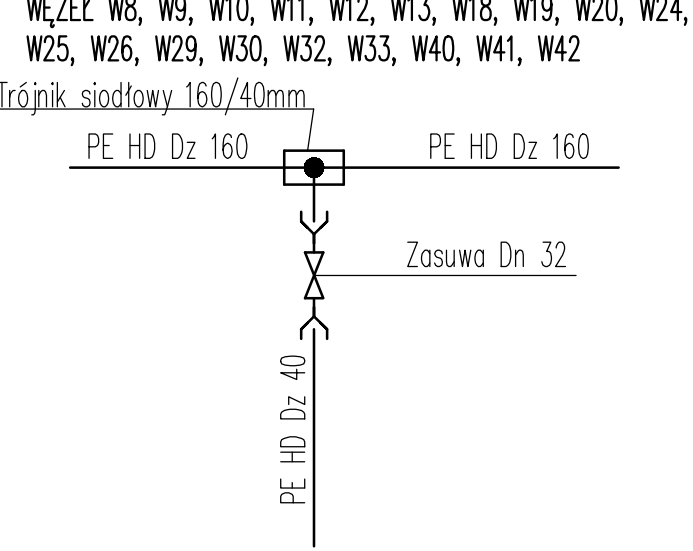 WĘZEŁ W8, W9, W10, W11, W12, W13, W18, W19, W20, W24,
W25, W26, W29, W30, W32, W33, W40, W41, W42
Trójnik siodłowy 160/40mm
PE HD Dz 160
PE HD Dz 160
Zasuwa Dn 32
PE HD Dz 40